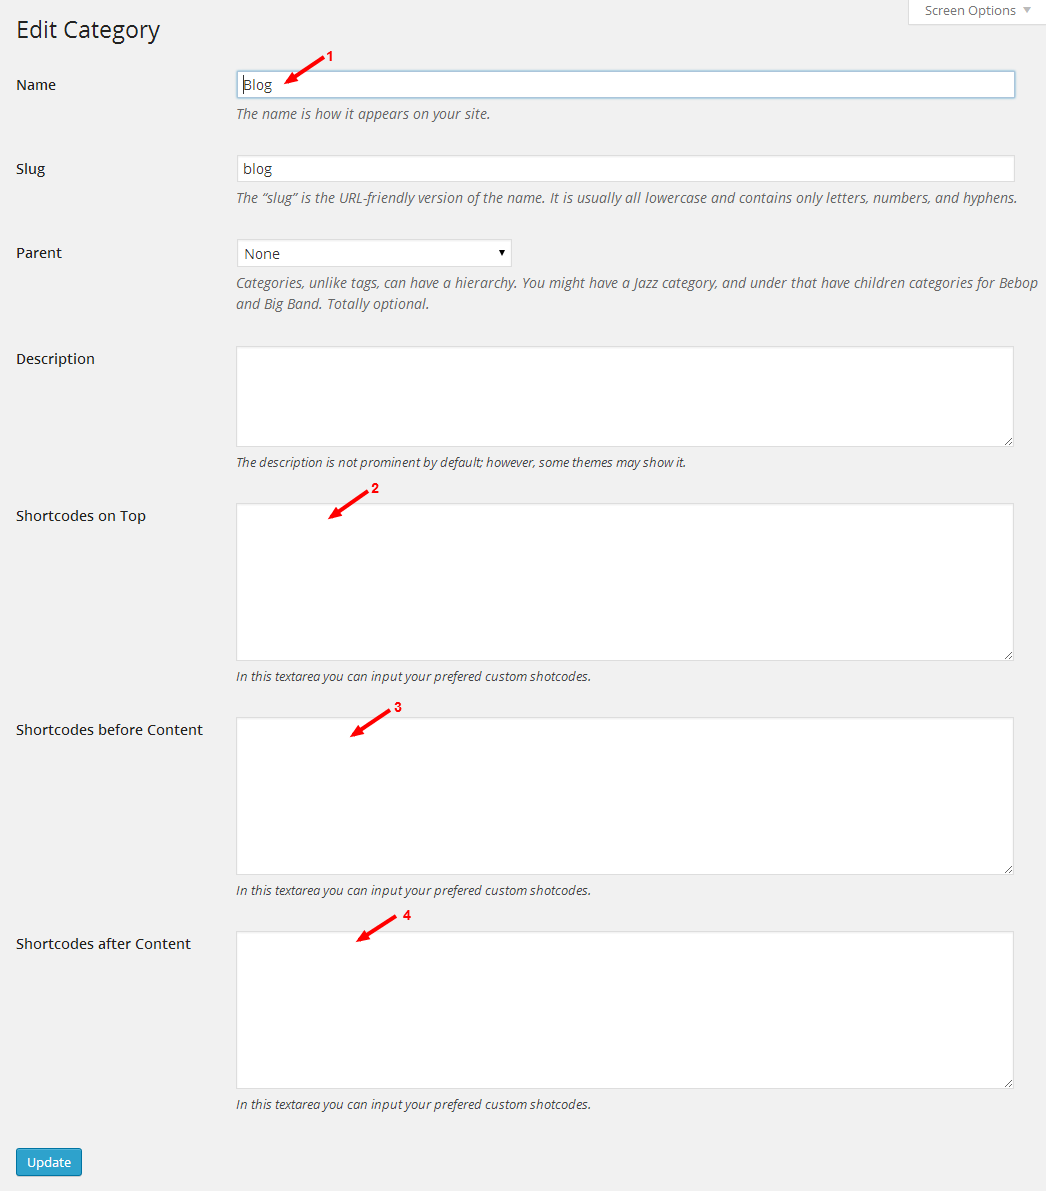 Screen Options
Edit Category
1
Name
Blog
The name is how it appears on your site.
Slug
blog
The “slug” is the URL-friendly version of the name. It is usually all lowercase and contains only letters, numbers, and hyphens.
Parent
None
Categories, unlike tags, can have a hierarchy. You might have a Jazz category, and under that have children categories for Bebop
and Big Band. Totally optional.
Description
The description is not prominent by default; however, some themes may show it.
2
Shortcodes on Top
In this textarea you can input your prefered custom shotcodes.
3
Shortcodes before Content
In this textarea you can input your prefered custom shotcodes.
4
Shortcodes after Content
In this textarea you can input your prefered custom shotcodes.
Update